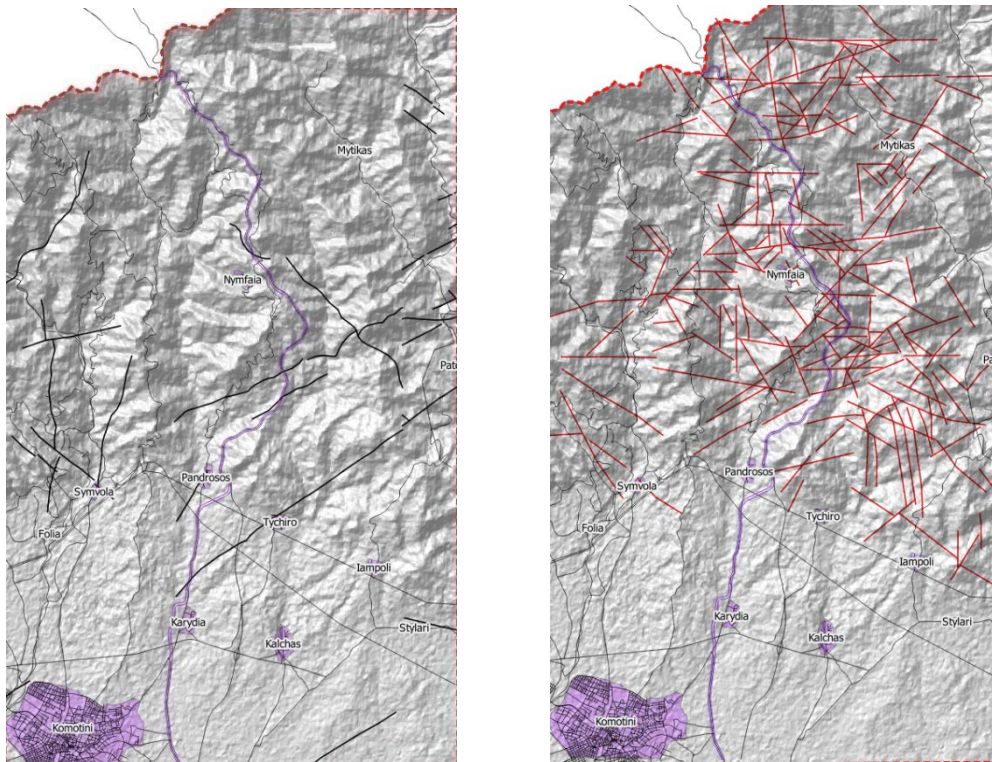 Mytikas
Nymfaia
Pat
Pandrosos
Symvola
Tychiro
Folia
Iampoli
Karydia
Stylari
Kalchas
Komotini
Mytikas
Nymfaia
Pa
Pandrosos
Symvola
Tychiro
Folia
Iampoli
Karydia
Stylari
Kalchas
Komotini